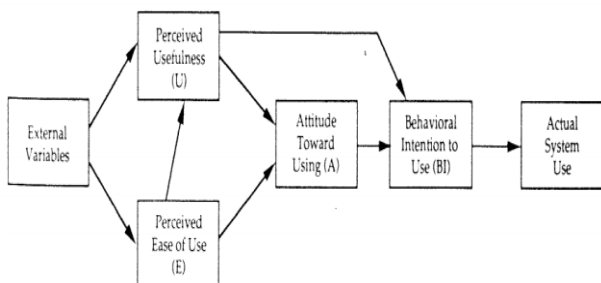 Perceived
Usefulness
(U)
External
Variables
Attitude
Toward
Using (A)
Behavioral
Intention to
Use (BI)
Actual
System
Use
Perceived
Ease of Use
(E)